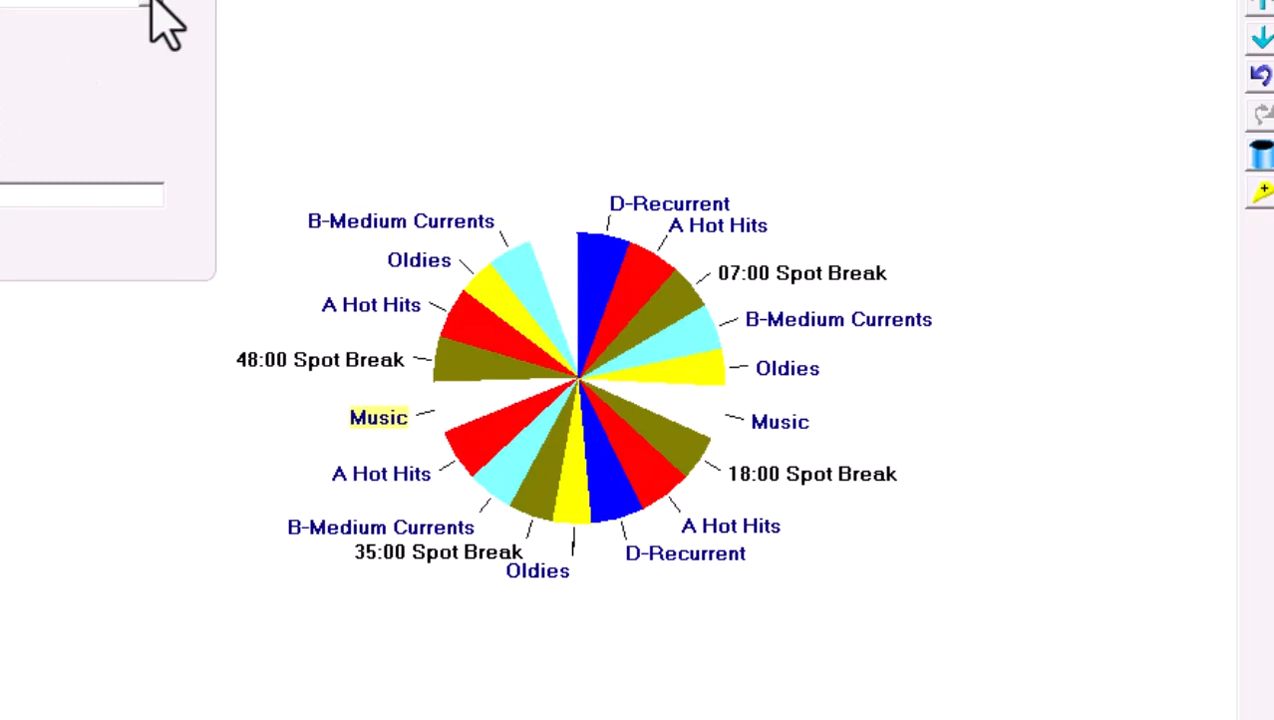 D-Recurrent
A Hot Hits
07:00 Spot Break
B-Medium Currents
Oldies
Music
18:00 Spot Break
A Hot Hits
D-Recurrent
Oldies
35:00 Spot Break
B-Medium Currents
A Hot Hits
Music
48:00 Spot Break
A Hot Hits
Oldies
B-Medium Currents